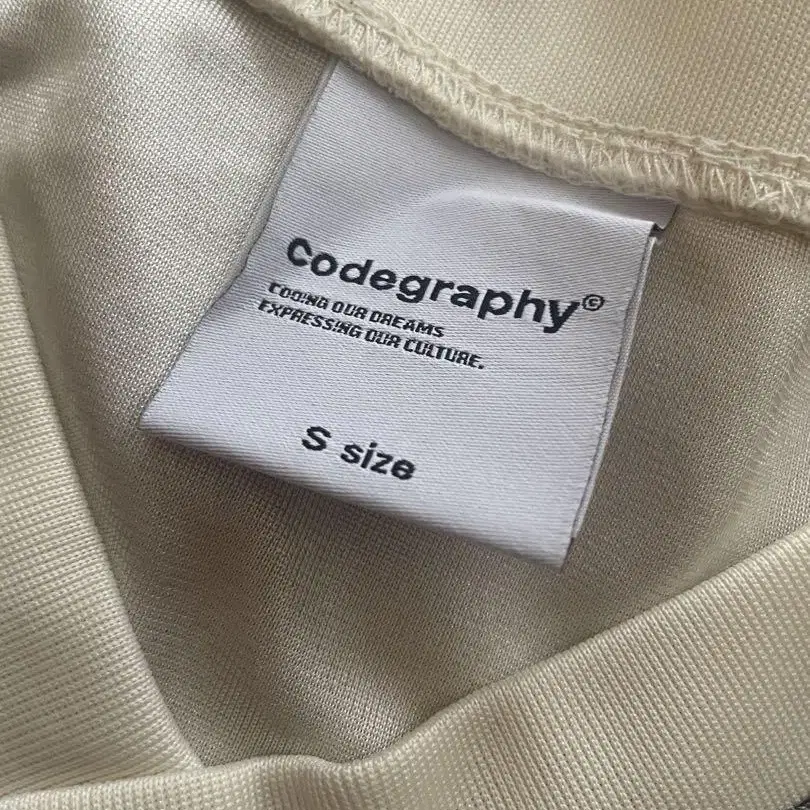 Codegraphy©
CODING OUR DREAMS
EXPRESSING OUR CULTURE.
S size